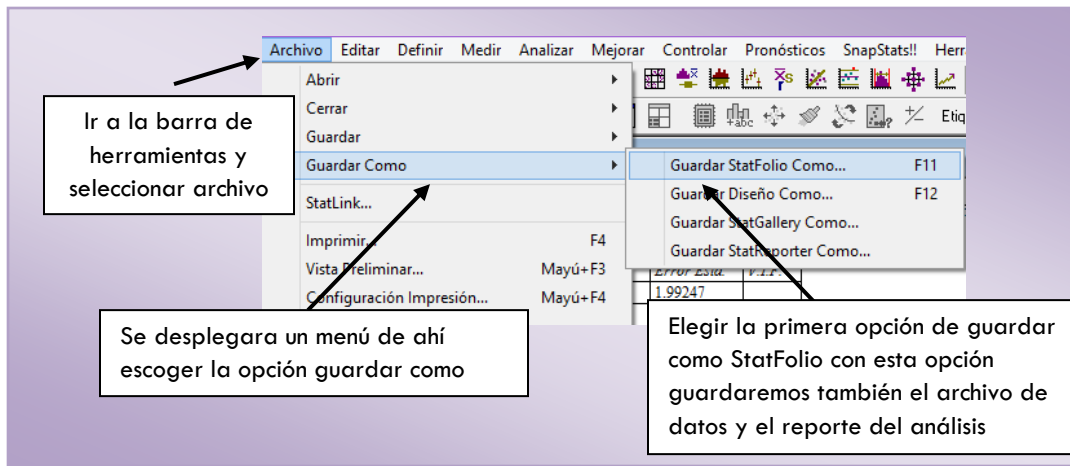 Archivo Editar Definir Medir Analizar Mejorar Controlar Pronósticos SnapStats!! Herr
Abrir
Cerrar
Guardar
Guardar Como
StatLink...
Imprimir... F4
Vista Preliminar... Mayú+F3
Configuración Impresión... Mayú+F4
Etiq
Guardar StatFolio Como... F11
Guardar Diseño Como... F12
Guardar StatGallery Como...
Guardar StatReporter Como...
Error Está. V.I.F.
1.99247
Ir a la barra de
herramientas y
seleccionar archivo
Se desplegara un menú de ahí
escoger la opción guardar como
Elegir la primera opción de guardar
como StatFolio con esta opción
guardaremos también el archivo de
datos y el reporte del análisis